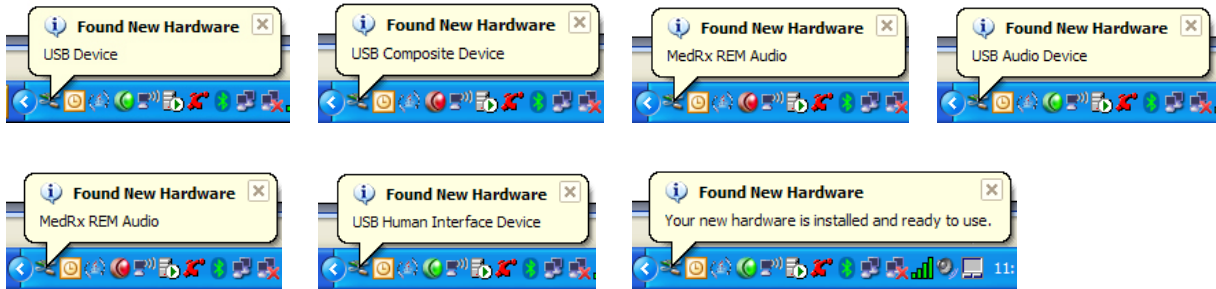 Found New Hardware
USB Device
Found New Hardware
USB Composite Device
Found New Hardware
MedRx REM Audio
Found New Hardware
USB Audio Device
Found New Hardware
MedRx REM Audio
Found New Hardware
USB Human Interface Device
Found New Hardware
Your new hardware is installed and ready to use.
11: